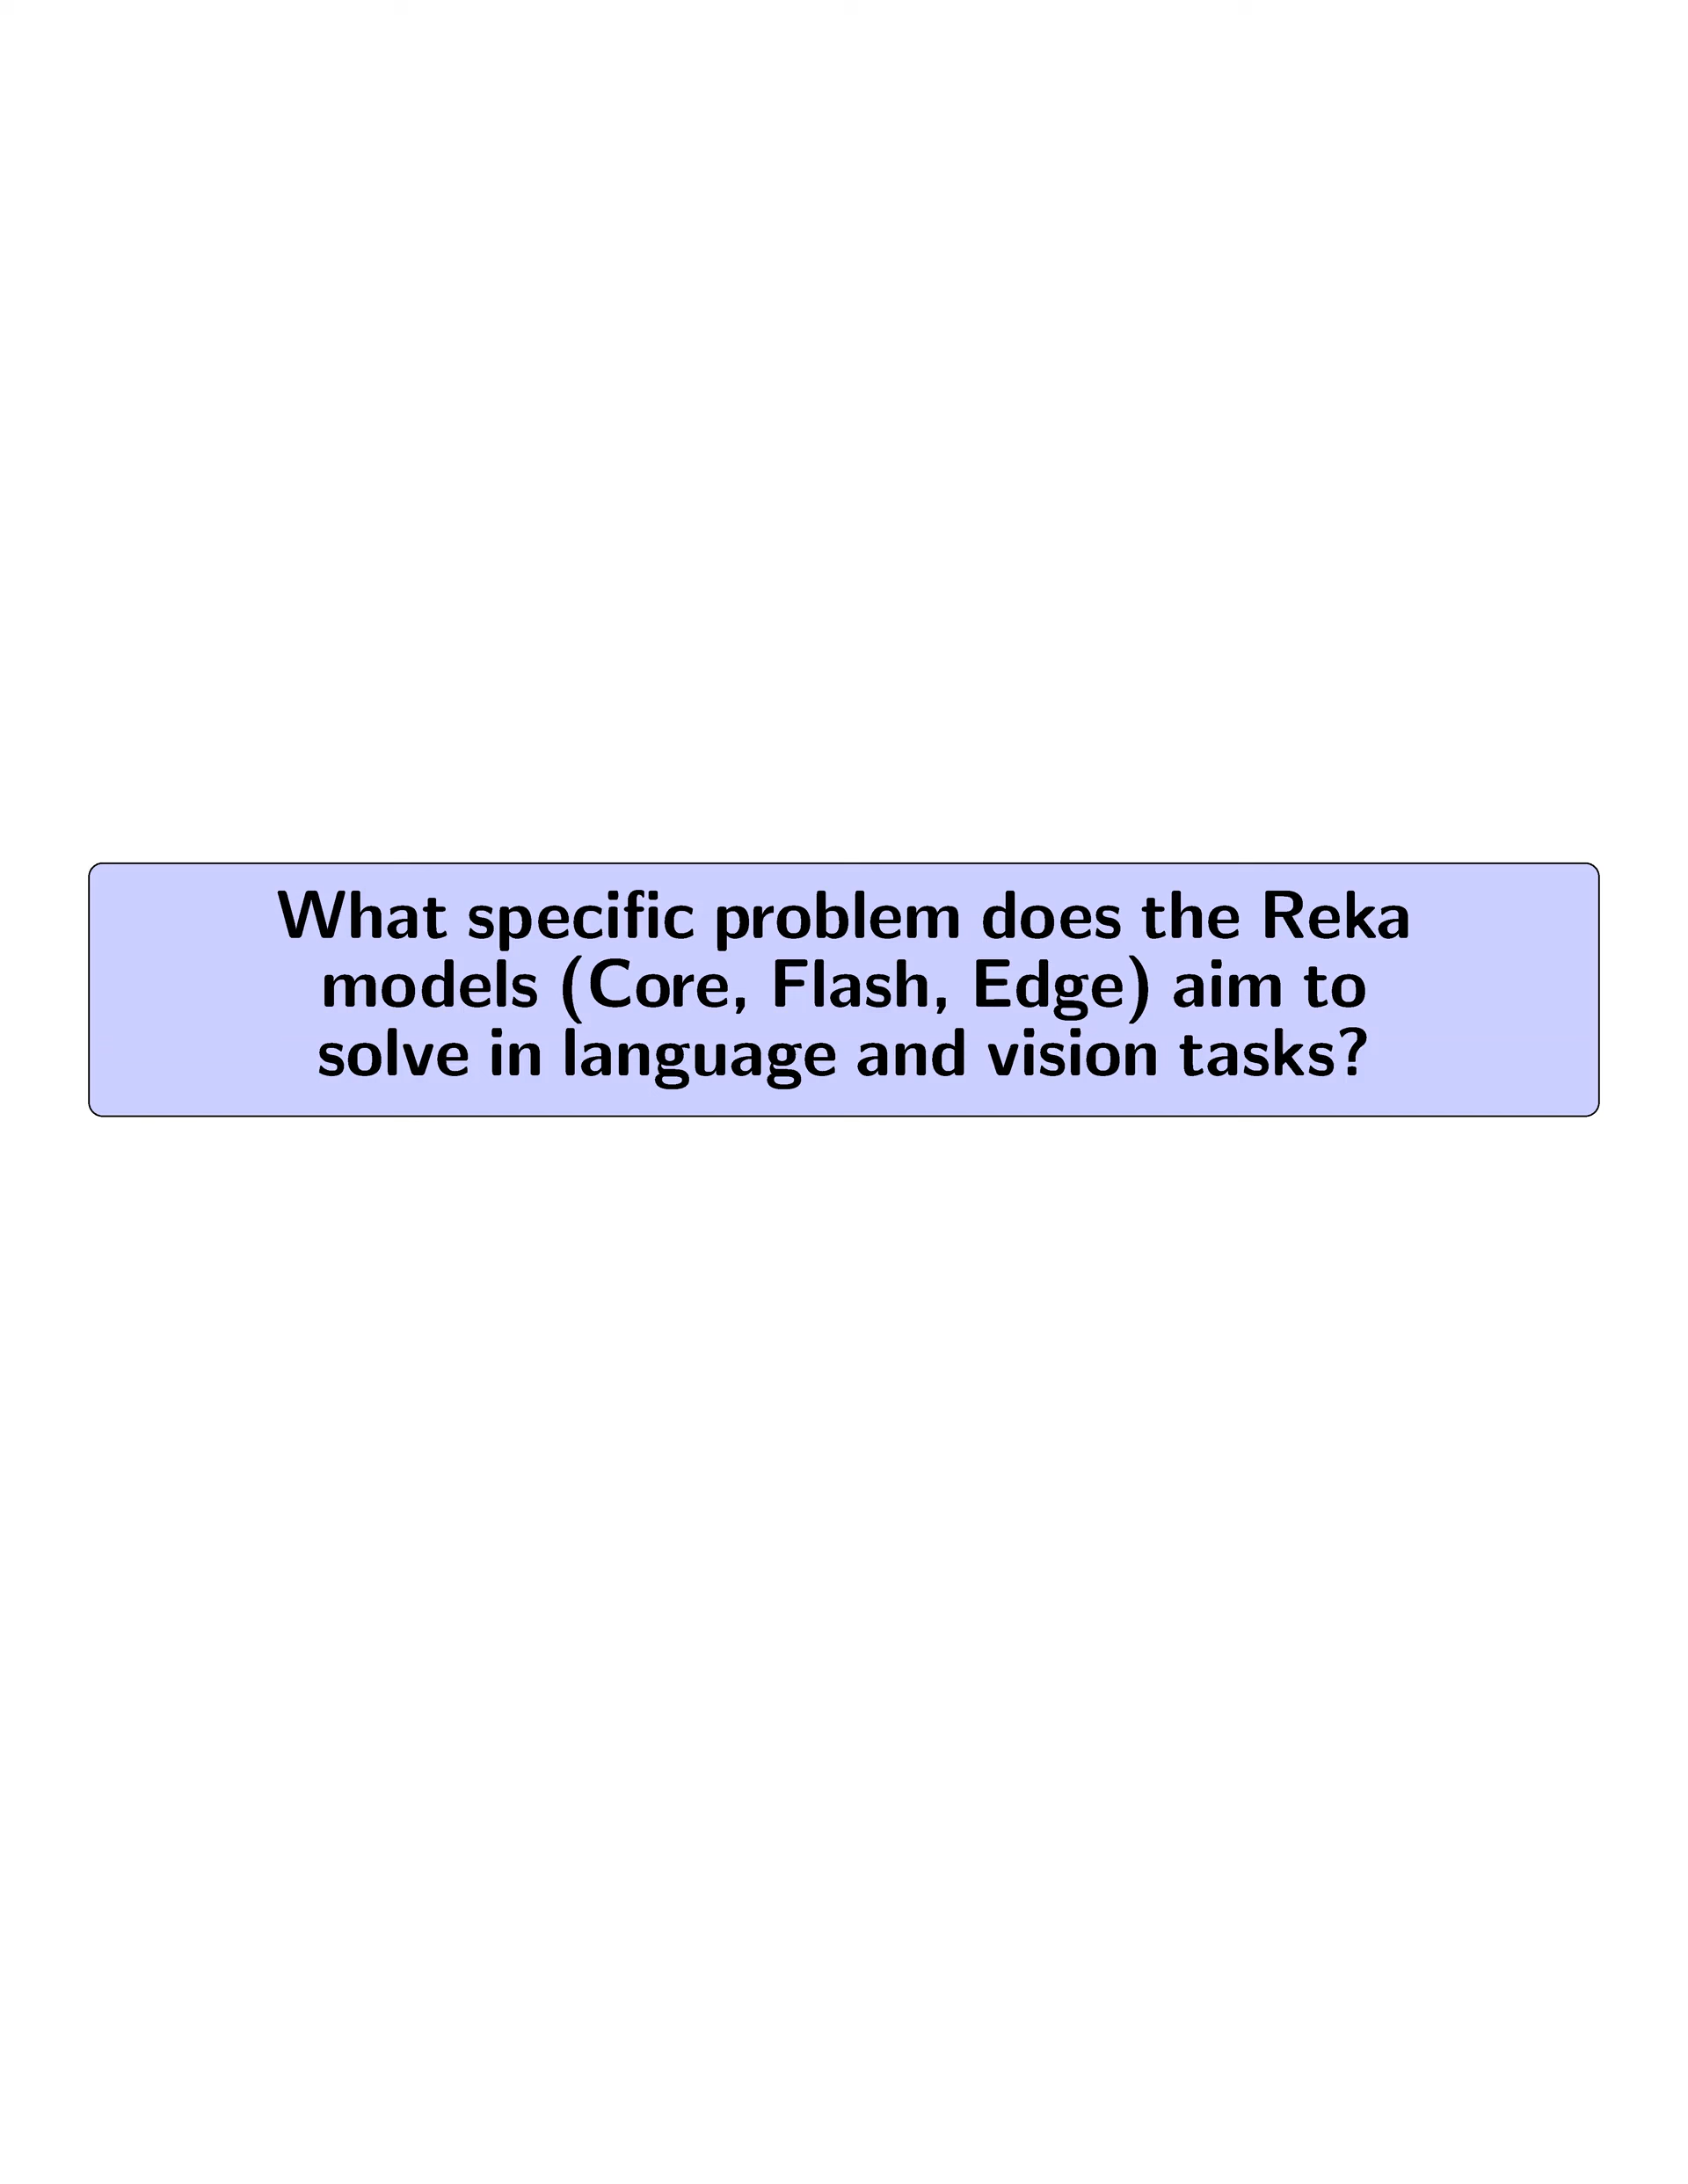 What specific problem does the Reka
models (Core, Flash, Edge) aim to
solve in language and vision tasks?